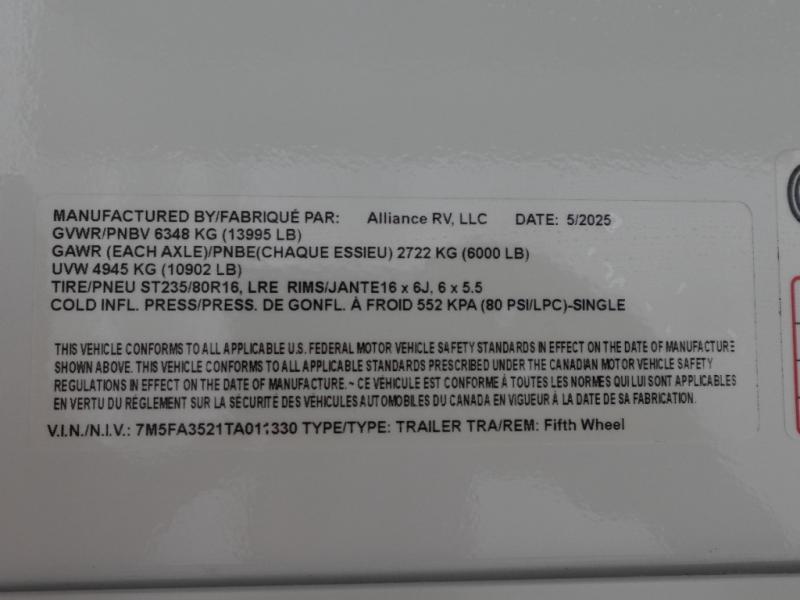 MANUFACTURED BY/FABRIQUÉ PAR: Alliance RV, LLC DATE: 5/2025
GVWR/PNBV 6348 KG (13995 LB)
GAWR (EACH AXLE)/PNBE(CHAQUE ESSIEU) 2722 KG (6000 LB)
UVW 4945 KG (10902 LB)
TIRE/PNEU ST235/80R16, LRE RIMS/JANTE16 x 6J, 6 x 5.5
COLD INFL. PRESS/PRESS. DE GONFL. À FROID 552 KPA (80 PSI/LPC)-SINGLE
THIS VEHICLE CONFORMS TO ALL APPLICABLE U.S. FEDERAL MOTOR VEHICLE SAFETY STANDARDS IN EFFECT ON THE DATE OF MANUFACTURE
SHOWN ABOVE. THIS VEHICLE CONFORMS TO ALL APPLICABLE STANDARDS PRESCRIBED UNDER THE CANADIAN MOTOR VEHICLE SAFETY
REGULATIONS IN EFFECT ON THE DATE OF MANUFACTURE. ~ CE VÉHICULE EST CONFORME À TOUTES LES NORMES QUI LUI SONT APPLICABLES
EN VERTU DU RÉGLEMENT SUR LA SÉCURITÉ DES VÉHICULES AUTOMOBILES DU CANADA EN VIGUEUR À LA DATE DE SA FABRICATION.
V.I.N./N.I.V.: TYPE/TYPE: TRAILER TRA/REM: Fifth Wheel